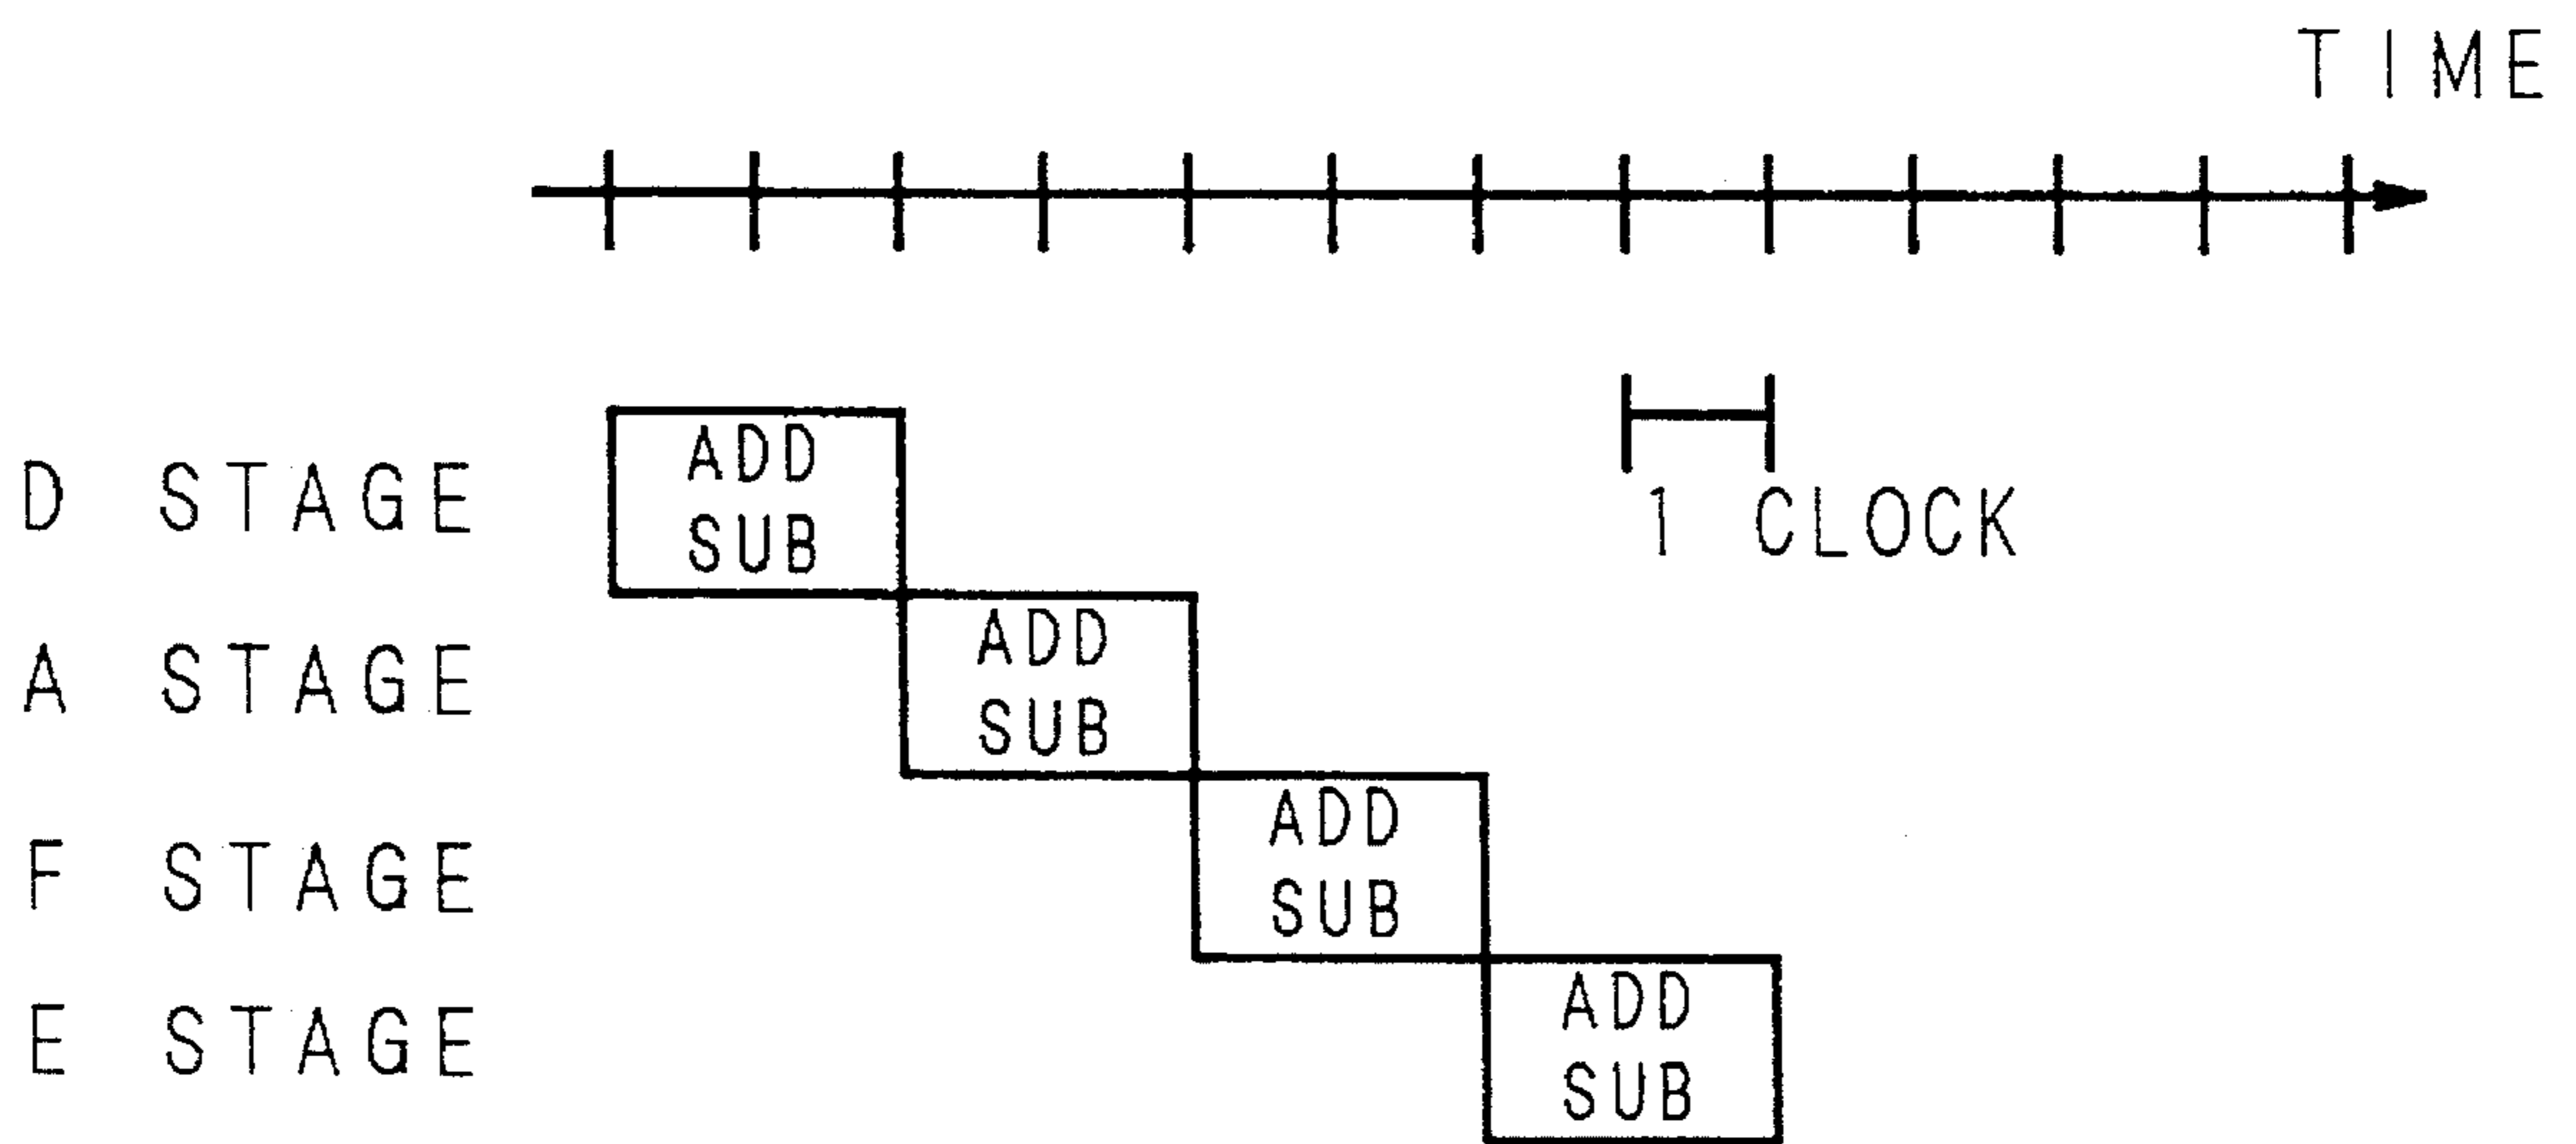 TIME
1 CLOCK
D STAGE
ADD
SUB
A STAGE
ADD
SUB
F STAGE
ADD
SUB
E STAGE
ADD
SUB